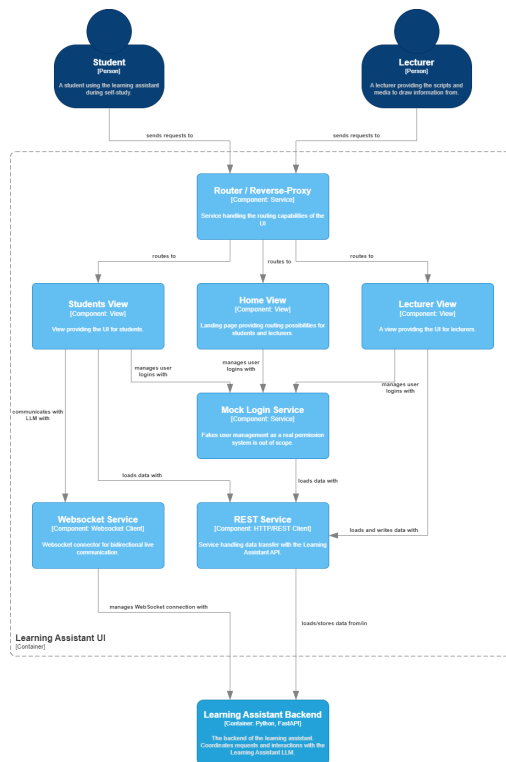 Student
[Person]
A student using the learning assistant
during self-study.
Lecturer
[Person]
A lecturer providing the scripts and
media to draw information from.
sends requests to
sends requests to
Router / Reverse-Proxy
[Component: Service]
Service handling the routing capabilities of the
UI
routes to
routes to
routes to
Students View
[Component: View]
View providing the UI for students.
Home View
[Component: View]
Landing page providing routing possibilities for
students and lecturers.
Lecturer View
[Component: View]
A view providing the UI for lecturers.
manages user
logins with
manages user
logins with
manages user
logins with
communicates with
LLM with
Mock Login Service
[Component: View]
Fakes user management as a real permission
system is out of scope.
loads data with
loads data with
Websocket Service
[Component: Websocket Client]
Websocket connector for bidirectional live
communication.
REST Service
[Component: HTTP/REST Client]
Service handling data transfer with the Learning
Assistant API.
loads and writes data with
manages WebSocket connection with
loads/stores data from/in
Learning Assistant UI
[Container]
Learning Assistant Backend
[Container: Python, FastAPI]
The backend of the learning assistant.
Coordinates requests and interactions with the
Learning Assistant LLM.